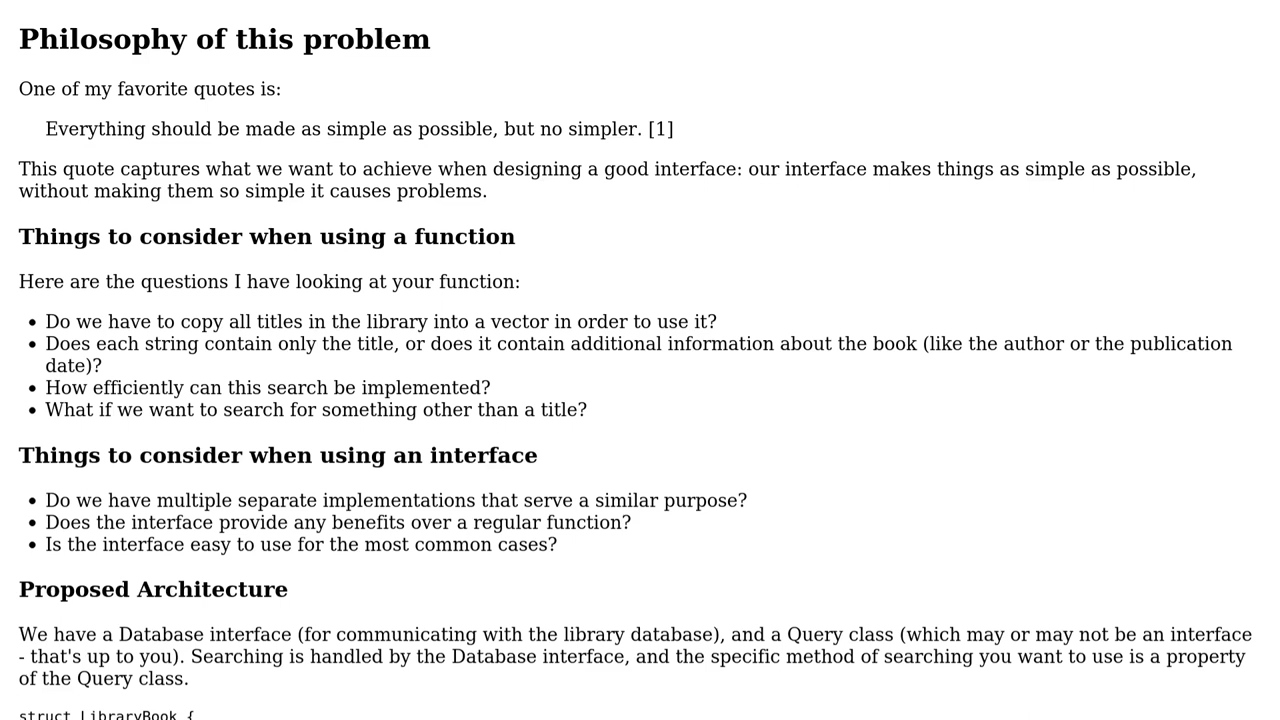 Philosophy of this problem
One of my favorite quotes is:
Everything should be made as simple as possible, but no simpler. [1]
This quote captures what we want to achieve when designing a good interface: our interface makes things as simple as possible,
without making them so simple it causes problems.
Things to consider when using a function
Here are the questions I have looking at your function:
• Do we have to copy all titles in the library into a vector in order to use it?
• Does each string contain only the title, or does it contain additional information about the book (like the author or the publication
date)?
• How efficiently can this search be implemented?
• What if we want to search for something other than a title?
Things to consider when using an interface
• Do we have multiple separate implementations that serve a similar purpose?
• Does the interface provide any benefits over a regular function?
• Is the interface easy to use for the most common cases?
Proposed Architecture
We have a Database interface (for communicating with the library database), and a Query class (which may or may not be an interface
- that's up to you). Searching is handled by the Database interface, and the specific method of searching you want to use is a property
of the Query class.
struct LibraryBook {